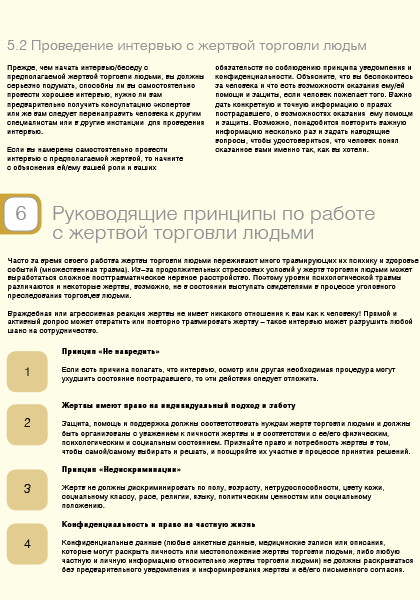 5.2 Проведение интервью с жертвой торговли людьм
Прежде, чем начать интервью/беседу с
предполагаемой жертвой торговли людьми, вы должны
серьезно подумать, способны ли вы самостоятельно
провести хорошее интервью, нужно ли вам
предварительно получить консультацию экспертов
или же вам следует перенаправить человека к другим
специалистам или в другие инстанции для проведения
интервью.
Если вы намерены самостоятельно провести
интервью с предполагаемой жертвой, то начните
с объяснения ей/ему вашей роли и ваших
обязательств по соблюдению принципа уведомления и
конфиденциальности. Объясните, что вы беспокоитесь
за человека и что есть возможности оказания ему/ей
помощи и защиты, если человек пожелает того. Важно
дать конкретную и точную информацию о правах
пострадавшего, о возможностях оказания ему помощи
и защиты. Возможно, понадобится повторить важную
информацию несколько раз и задать наводящие
вопросы, чтобы удостовериться, что человек понял
сказанное вами именно так, как вы хотели.
6
Руководящие принципы по работе
с жертвой торговли людьми
Часто за время своего рабства жертвы торговли людьми переживают много травмирующих их психику и здоровье
событий (множественная травма). Из–за продолжительных стрессовых условий у жертв торговли людьми может
выработаться сложное посттравматическое нервное расстройство. Поэтому уровни психологической травмы
различаются и некоторые жертвы, возможно, не в состоянии выступать свидетелями в процессе уголовного
преследования торговцев людьми.
Враждебная или агрессивная реакция жертвы не имеет никакого отношения к вам как к человеку! Прямой и
активный допрос может отвратить или повторно травмировать жертву – такое интервью может разрушить любой
шанс на сотрудничество.
1
Принцип «Не навредить»
Если есть причина полагать, что интервью, осмотр или другая необходимая процедура могут
ухудшить состояние пострадавшего, то эти действия следует отложить.
2
Жертвы имеют право на индивидуальный подход и заботу
Защита, помощь и поддержка должны соответствовать нуждам жертв торговли людьми и должны
быть организованы с уважением к личности жертвы и в соответствии с ее/его физическим,
психологическим и социальным состоянием. Признайте право и потребность жертвы в том,
чтобы самой/самому выбирать и решать, и поощряйте их участие в процессе принятия решений.
3
Принцип «Недискриминации»
Жертв не должны дискриминировать по полу, возрасту, нетрудоспособности, цвету кожи,
социальному классу, расе, религии, языку, политическим ценностям или социальному
положению.
4
Конфиденциальность и право на частную жизнь
Конфиденциальные данные (любые анкетные данные, медицинские записи или описания,
которые могут раскрыть личность или местоположение жертвы торговли людьми, либо любую
частную и личную информацию относительно жертвы торговли людьми) не должны раскрываться
без предварительного уведомления и информирования жертвы и её/его письменного согласия.